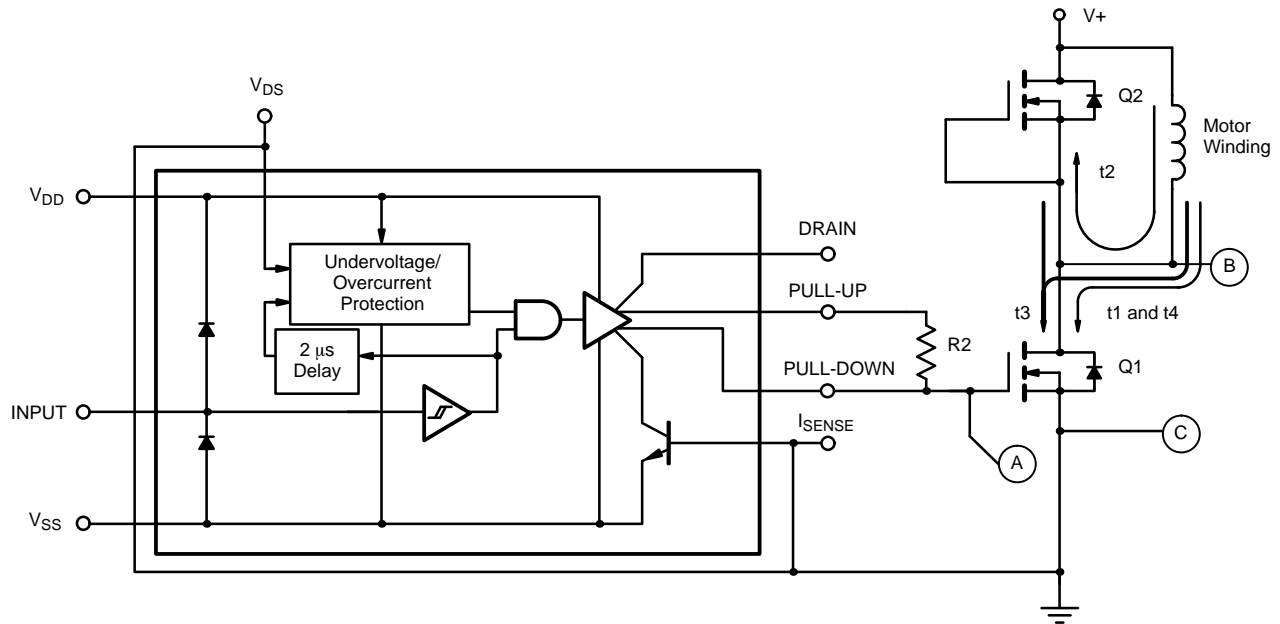 V+
VDS
Q2
Motor
Winding
t2
VDD
DRAIN
Undervoltage/
Overcurrent
Protection
B
PULL-UP
t3
t1 and t4
2 μs
Delay
R2
PULL-DOWN
Q1
INPUT
ISENSE
C
A
VSS